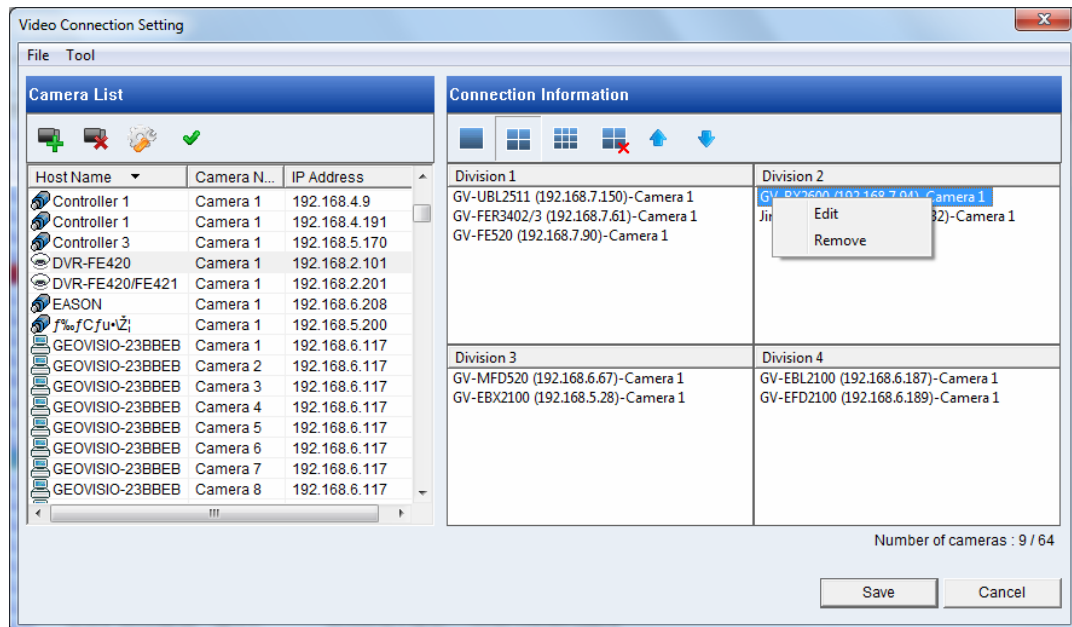 Video Connection Setting
File Tool
Camera List
Host Name Camera N... IP Address
Controller 1 Camera 1 192.168.4.9
Controller 1 Camera 1 192.168.4.191
Controller 3 Camera 1 192.168.5.170
DVR-FE420 Camera 1 192.168.2.101
DVR-FE420/FE421 Camera 1 192.168.2.201
EASON Camera 1 192.168.6.208
ƒ‰ƒCƒu•\Ž¦ Camera 1 192.168.5.200
GEOVISIO-23BBEB Camera 1 192.168.6.117
GEOVISIO-23BBEB Camera 2 192.168.6.117
GEOVISIO-23BBEB Camera 3 192.168.6.117
GEOVISIO-23BBEB Camera 4 192.168.6.117
GEOVISIO-23BBEB Camera 5 192.168.6.117
GEOVISIO-23BBEB Camera 6 192.168.6.117
GEOVISIO-23BBEB Camera 7 192.168.6.117
GEOVISIO-23BBEB Camera 8 192.168.6.117
Connection Information
Division 1
GV-UBL2511 (192.168.7.150)-Camera 1
GV-FER3402/3 (192.168.7.61)-Camera 1
GV-FE520 (192.168.7.90)-Camera 1
Division 2
GV-BX2600 (192.168.7.94)-Camera 1
32)-Camera 1
Edit
Remove
Division 3
GV-MFD520 (192.168.6.67)-Camera 1
GV-EBX2100 (192.168.5.28)-Camera 1
Division 4
GV-EBL2100 (192.168.6.187)-Camera 1
GV-EFD2100 (192.168.6.189)-Camera 1
Number of cameras : 9 / 64
Save Cancel